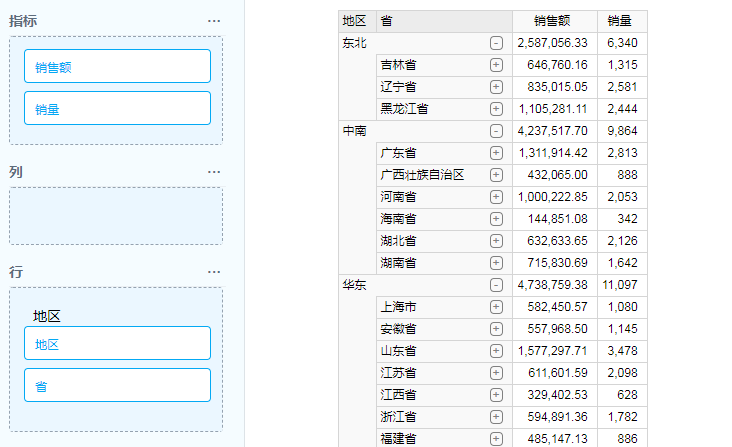 指标 ...
销售额
销量
列 ...
行 ...
地区
地区
省
地区 省 销售额 销量
东北 - 2,587,056.33 6,340
吉林省 + 646,760.16 1,315
辽宁省 + 835,015.05 2,581
黑龙江省 + 1,105,281.11 2,444
中南 - 4,237,517.70 9,864
广东省 + 1,311,914.42 2,813
广西壮族自治区 + 432,065.00 888
河南省 + 1,000,222.85 2,053
海南省 + 144,851.08 342
湖北省 + 632,633.65 2,126
湖南省 + 715,830.69 1,642
华东 - 4,738,759.38 11,097
上海市 + 582,450.57 1,080
安徽省 + 557,968.50 1,145
山东省 + 1,577,297.71 3,478
江苏省 + 611,601.59 2,098
江西省 + 329,402.53 628
浙江省 + 594,891.36 1,782
福建省 + 485,147.13 886